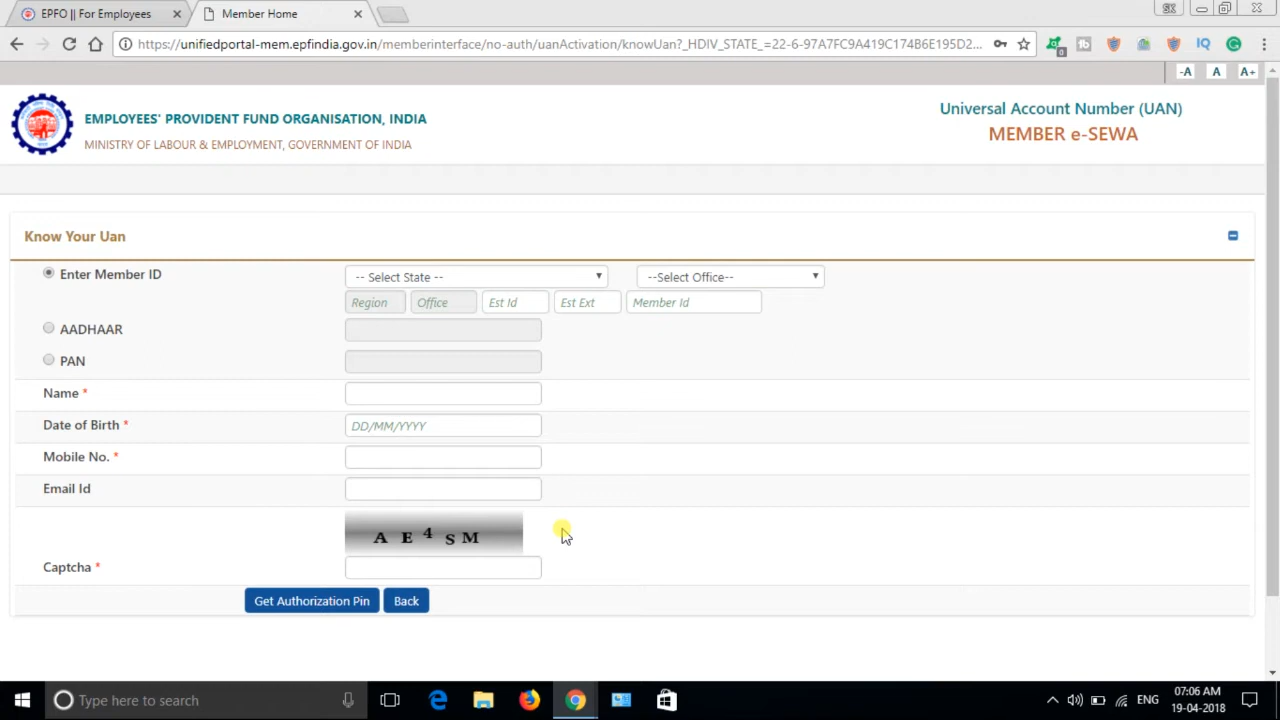 EPFO || For Employees
Member Home
https://unifiedportal-mem.epfindia.gov.in/memberinterface/no-auth/uanActivation/knowUan?_HDIV_STATE_=22-6-97A7FC9A419C174B6E195D2...
-A A A+
EMPLOYEES' PROVIDENT FUND ORGANISATION, INDIA
MINISTRY OF LABOUR & EMPLOYMENT, GOVERNMENT OF INDIA
Universal Account Number (UAN)
MEMBER e-SEWA
Know Your Uan
Enter Member ID -- Select State -- --Select Office--
Region Office Est Id Est Ext Member Id
AADHAAR
PAN
Name *
Date of Birth * DD/MM/YYYY
Mobile No. *
Email Id
A E 4 S M
Captcha *
Get Authorization Pin Back
Type here to search
ENG
07:06 AM
19-04-2018